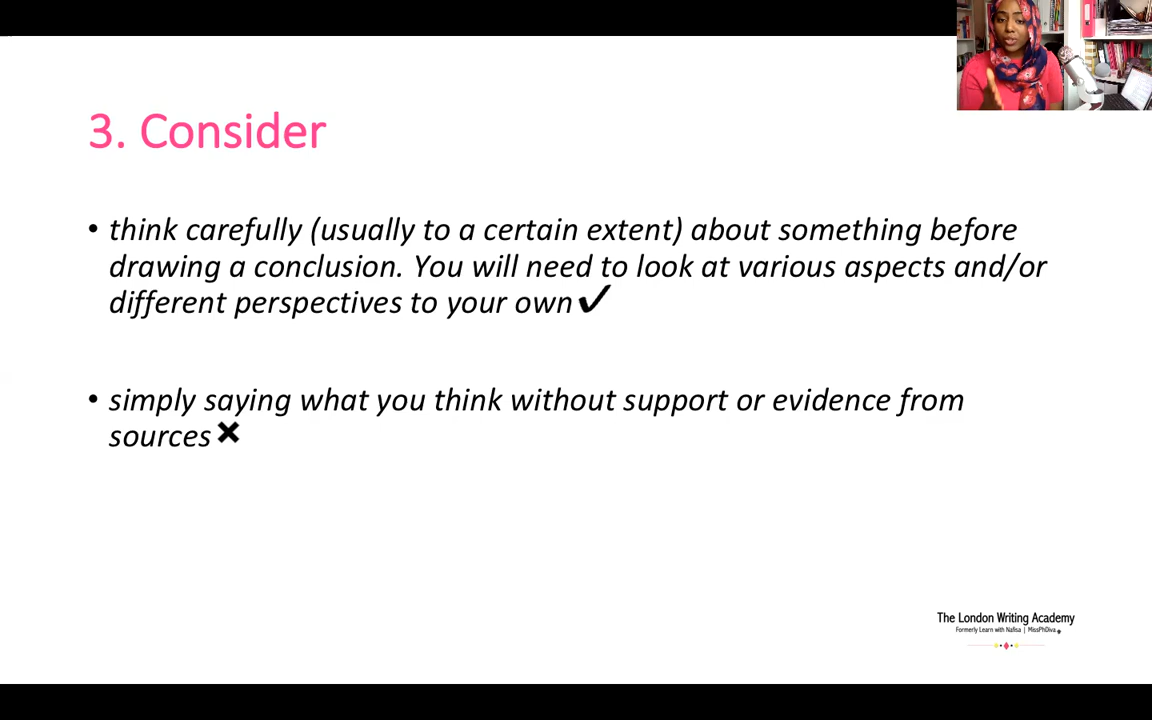 3. Consider
• think carefully (usually to a certain extent) about something before
drawing a conclusion. You will need to look at various aspects and/or
different perspectives to your own ✓
• simply saying what you think without support or evidence from
sources ✖
The London Writing Academy
Formerly Learn with Nafisa | MissPhDiva